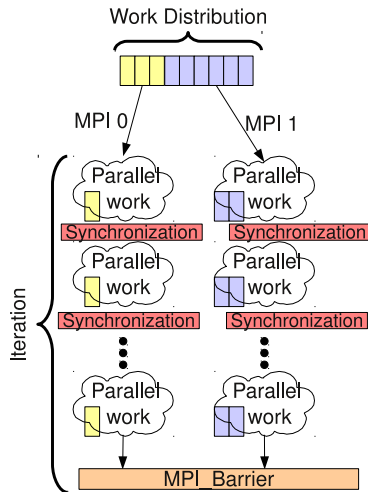 Work Distribution
MPI 0
MPI 1
Parallel
work
Parallel
work
Synchronization
Synchronization
Parallel
work
Parallel
work
Synchronization
Synchronization
Iteration
Parallel
work
Parallel
work
MPI_Barrier